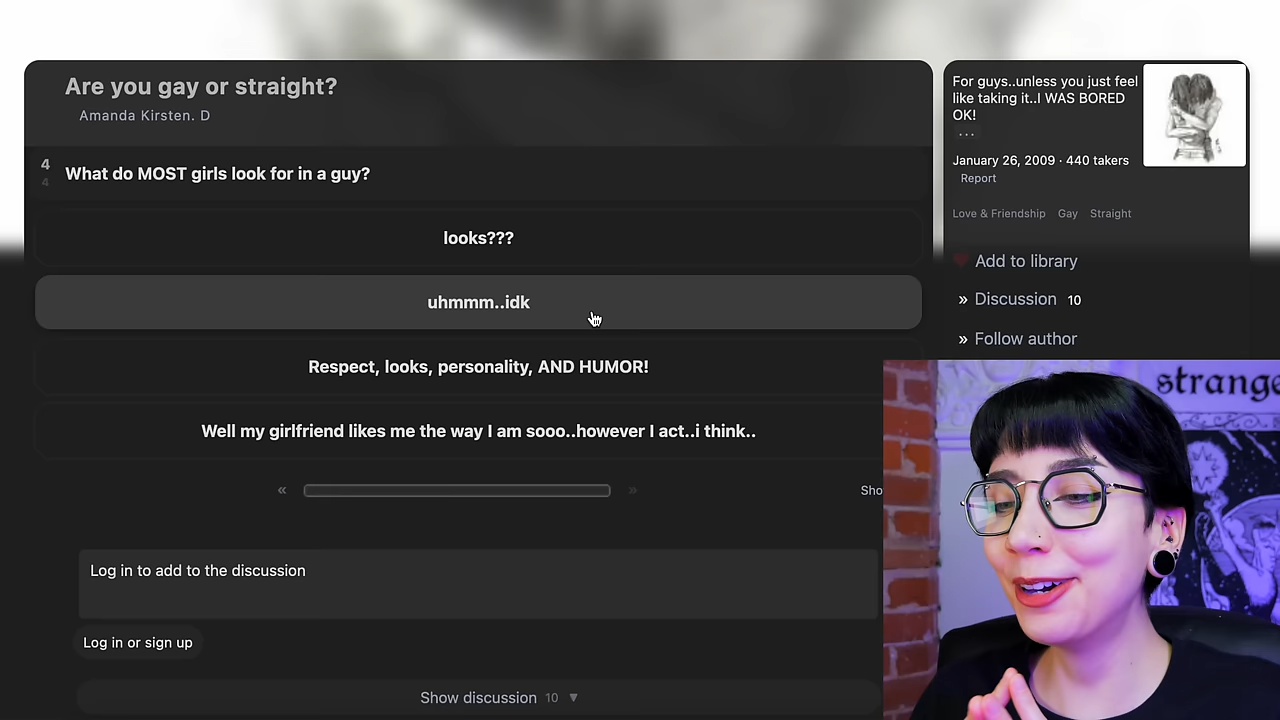 Are you gay or straight?
Amanda Kirsten. D
4
4
What do MOST girls look for in a guy?
looks???
uhmmm..idk
Respect, looks, personality, AND HUMOR!
Well my girlfriend likes me the way I am sooo..however I act..i think..
«
»
Sho
Log in to add to the discussion
Log in or sign up
Show discussion 10 ▼
For guys..unless you just feel
like taking it..I WAS BORED
OK!
...
January 26, 2009 · 440 takers
Report
Love & Friendship Gay Straight
Add to library
» Discussion 10
» Follow author
strange